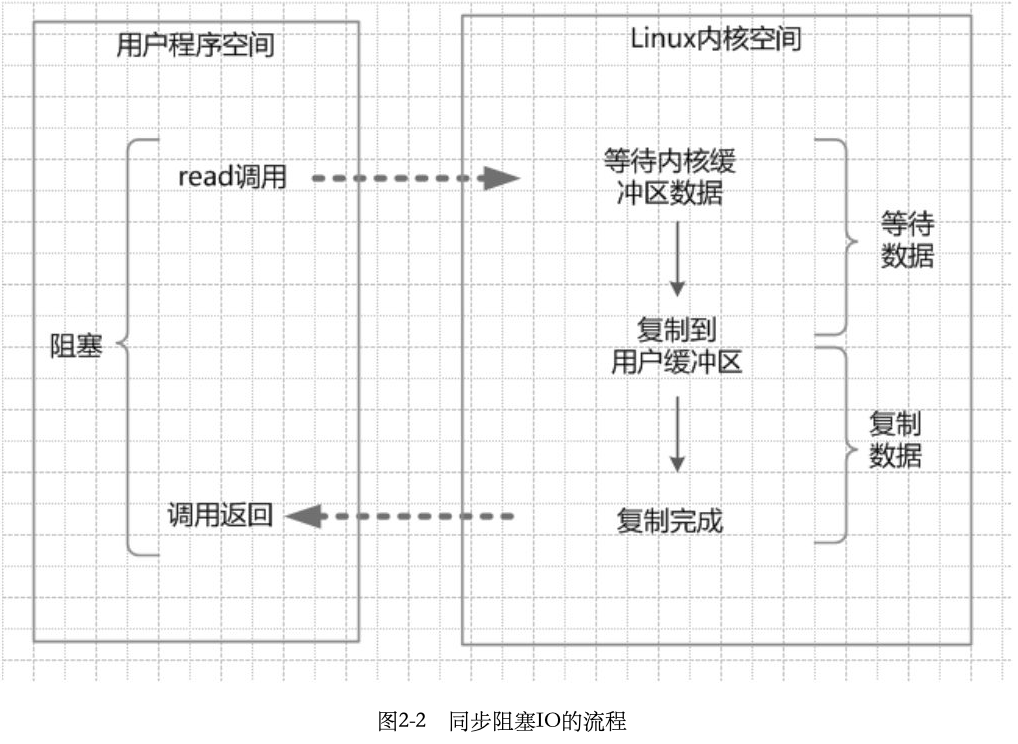 用户程序空间
Linux内核空间
read调用
等待内核缓
冲区数据
等待
数据
阻塞
复制到
用户缓冲区
复制
数据
调用返回
复制完成
图2-2 同步阻塞IO的流程